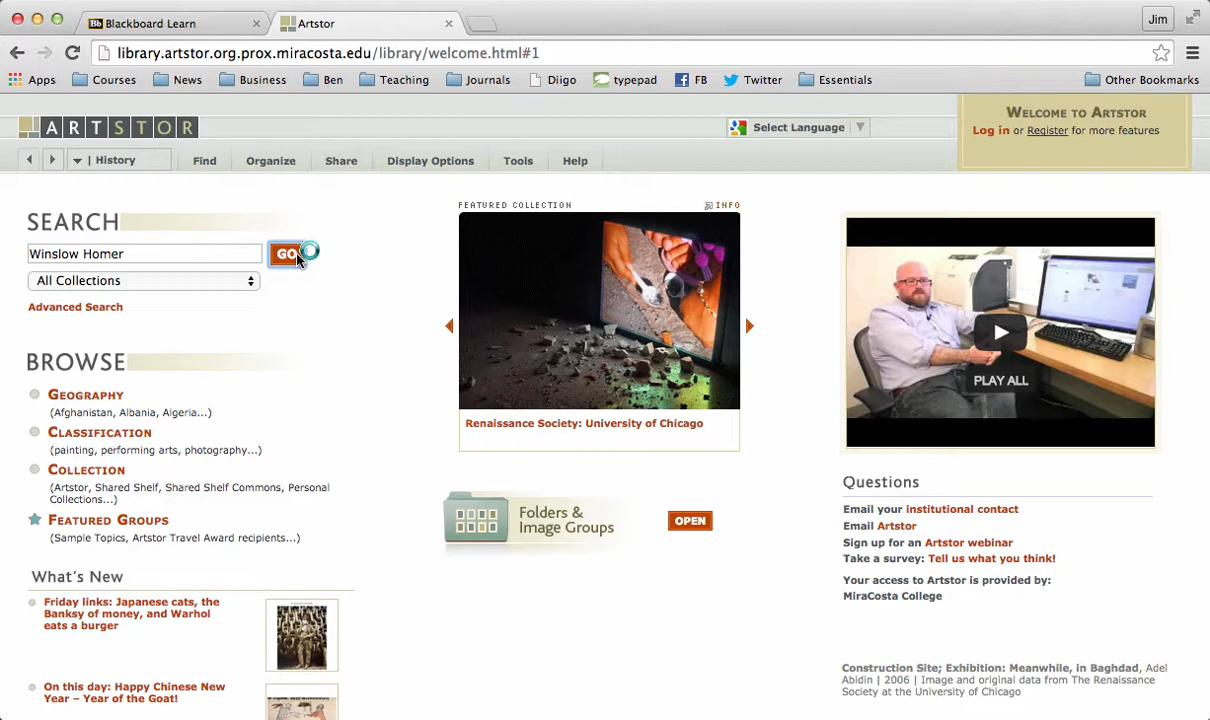 Blackboard Learn
Artstor
Jim
library.artstor.org.prox.miracosta.edu/library/welcome.html#1
Apps Courses News Business Ben Teaching Journals Diigo typepad FB Twitter Essentials Other Bookmarks
ARTSTOR
Select Language
WELCOME TO ARTSTOR
Log in or Register for more features
History Find Organize Share Display Options Tools Help
SEARCH
Winslow Homer
GO
All Collections
Advanced Search
BROWSE
GEOGRAPHY
(Afghanistan, Albania, Algeria...)
CLASSIFICATION
(painting, performing arts, photography...)
COLLECTION
(Artstor, Shared Shelf, Shared Shelf Commons, Personal
Collections...)
FEATURED GROUPS
(Sample Topics, Artstor Travel Award recipients...)
What's New
Friday links: Japanese cats, the
Banksy of money, and Warhol
eats a burger
On this day: Happy Chinese New
Year – Year of the Goat!
FEATURED COLLECTION
INFO
Renaissance Society: University of Chicago
Folders &
Image Groups
OPEN
PLAY ALL
Questions
Email your institutional contact
Email Artstor
Sign up for an Artstor webinar
Take a survey: Tell us what you think!
Your access to Artstor is provided by:
MiraCosta College
Construction Site; Exhibition: Meanwhile, in Baghdad, Adel
Abidin | 2006 | Image and original data from The Renaissance
Society at the University of Chicago